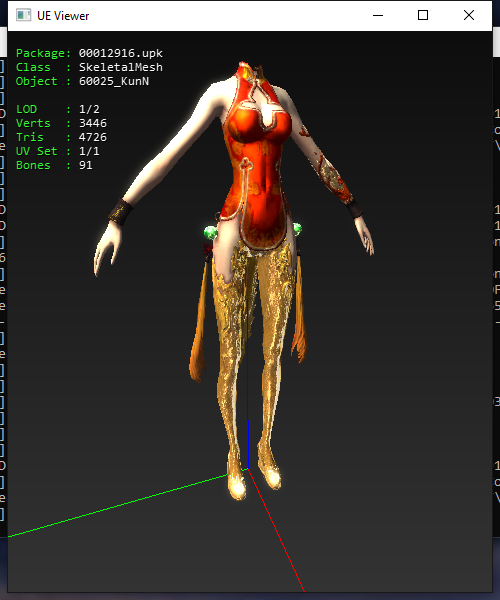 UE Viewer
Package: 00012916.upk
Class : SkeletalMesh
Object : 60025_KunN
LOD : 1/2
Verts : 3446
Tris : 4726
UV Set : 1/1
Bones : 91